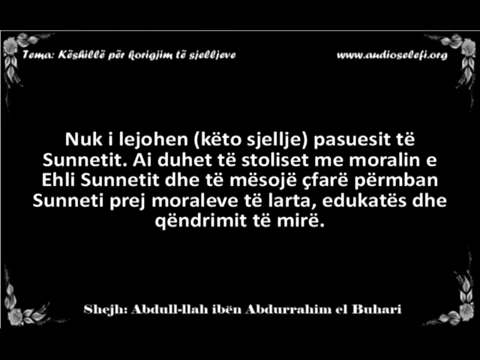 Tema: Këshillë për korigjim të sjelljeve
www.audioselefi.org
Nuk i lejohen (këto sjellje) pasuesit të
Sunnetit. Ai duhet të stoliset me moralin e
Ehli Sunnetit dhe të mësojë çfarë përmban
Sunneti prej moraleve të larta, edukatës dhe
qëndrimit të mirë.
Shejh: Abdull-llah ibën Abdurrahim el Buhari